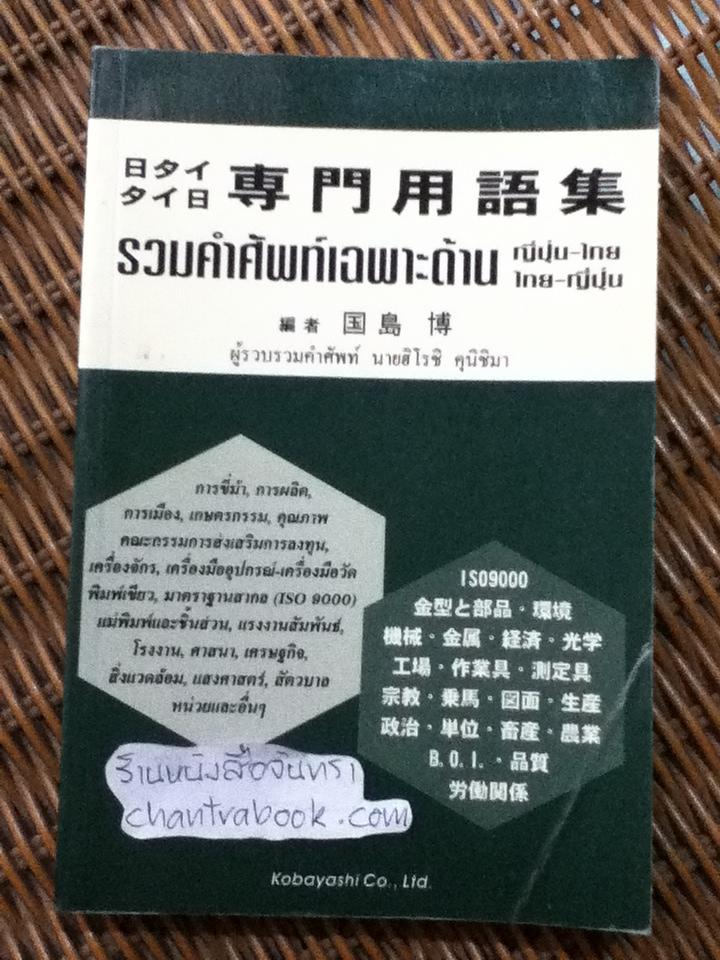 日タイ
タイ日
専門用語集
รวมคำศัพท์เฉพาะด้าน
ญี่ปุ่น-ไทย
ไทย-ญี่ปุ่น
編者 国島 博
ผู้รวบรวมคำศัพท์ นายฮิโรชิ คุนิชิมา
การขี่ม้า, การผลิต,
การเมือง, เกษตรกรรม, คุณภาพ
คณะกรรมการส่งเสริมการลงทุน,
เครื่องจักร, เครื่องมืออุปกรณ์-เครื่องมือวัด
พิมพ์เขียว, มาตราฐานสากล (ISO 9000)
แม่พิมพ์และชิ้นส่วน, แรงงานสัมพันธ์,
โรงงาน, ศาสนา, เศรษฐกิจ,
สิ่งแวดล้อม, แสงศาสตร์, สัตวบาล
หน่วยและอื่นๆ
ISO9000
金型と部品・環境
機械・金属・経済・光学
工場・作業具・測定具
宗教・乗馬・図面・生産
政治・単位・畜産・農業
B.O.I.・品質
労働関係
ร้านหนังสือจันทรา
chantrabook.com
Kobayashi Co., Ltd.